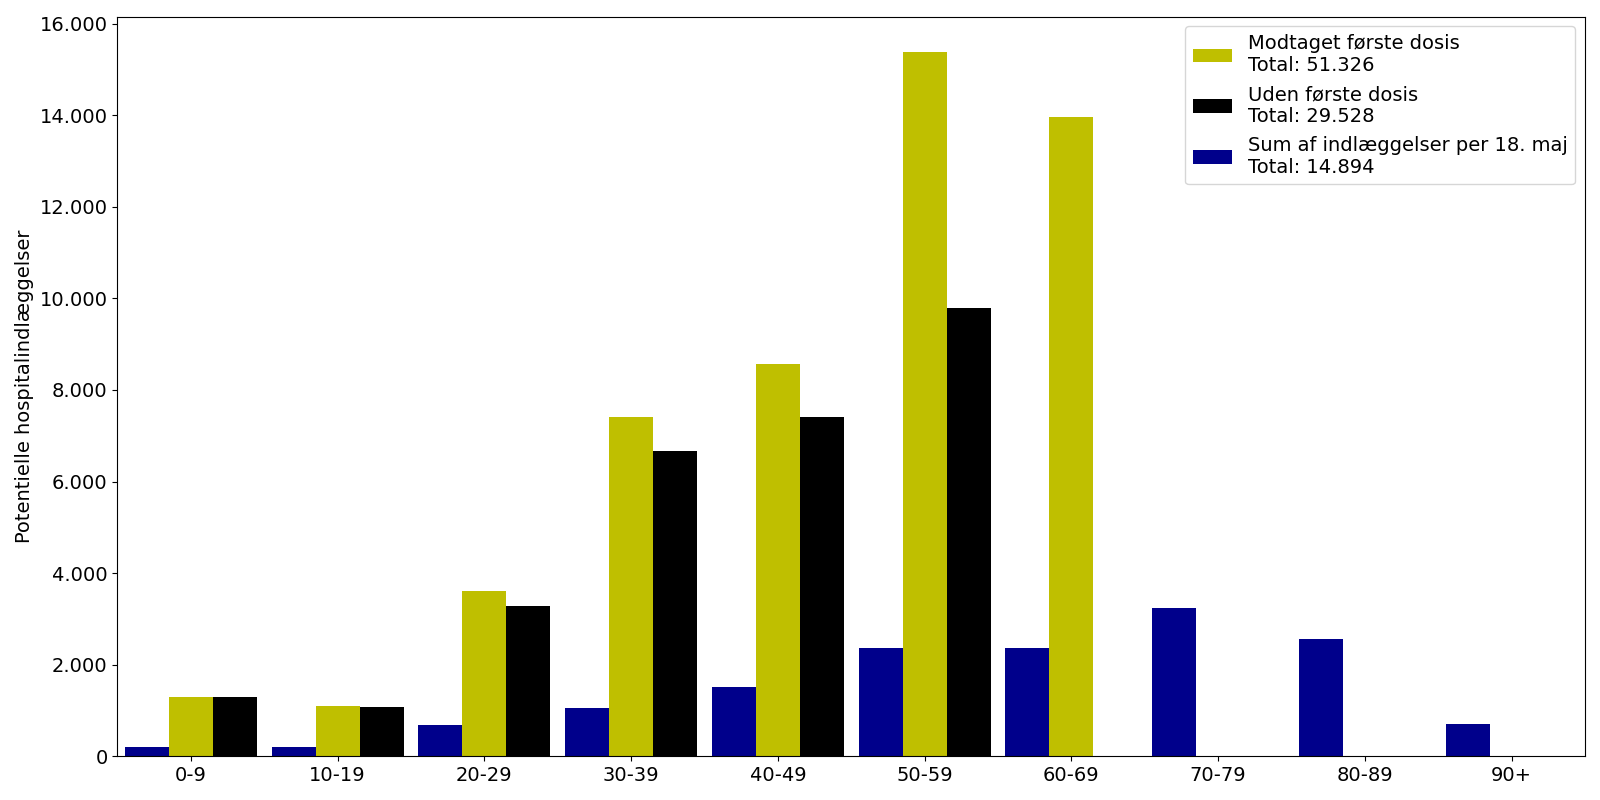 16.000
14.000
12.000
10.000
8.000
6.000
4.000
2.000
0
Potentielle hospitalindlæggelser
Modtaget første dosis
Total: 51.326
Uden første dosis
Total: 29.528
Sum af indlæggelser per 18. maj
Total: 14.894
0-9 10-19 20-29 30-39 40-49 50-59 60-69 70-79 80-89 90+